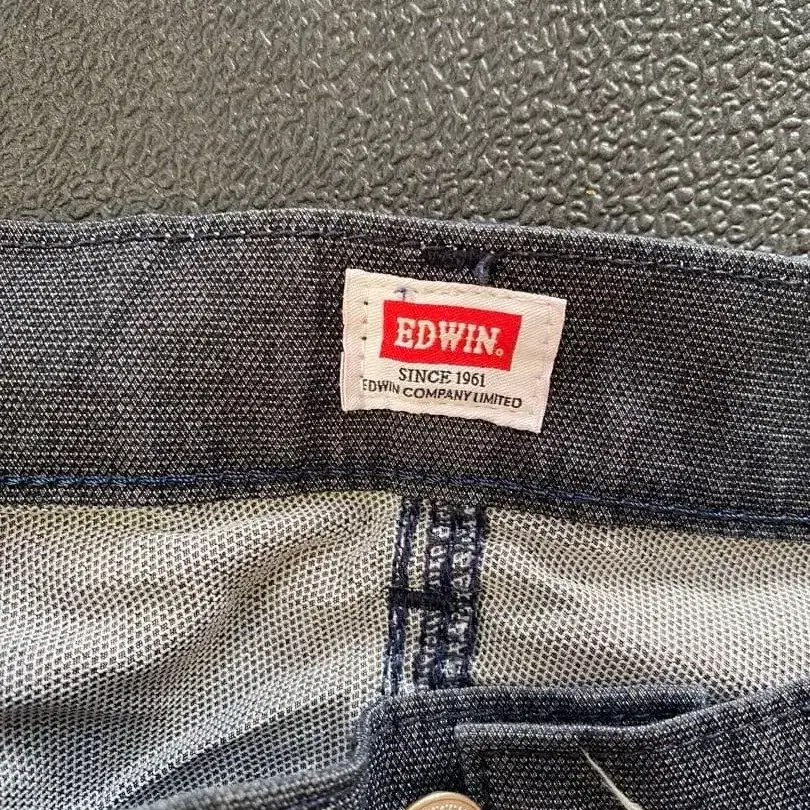 EDWIN.
SINCE 1961
EDWIN COMPANY LIMITED